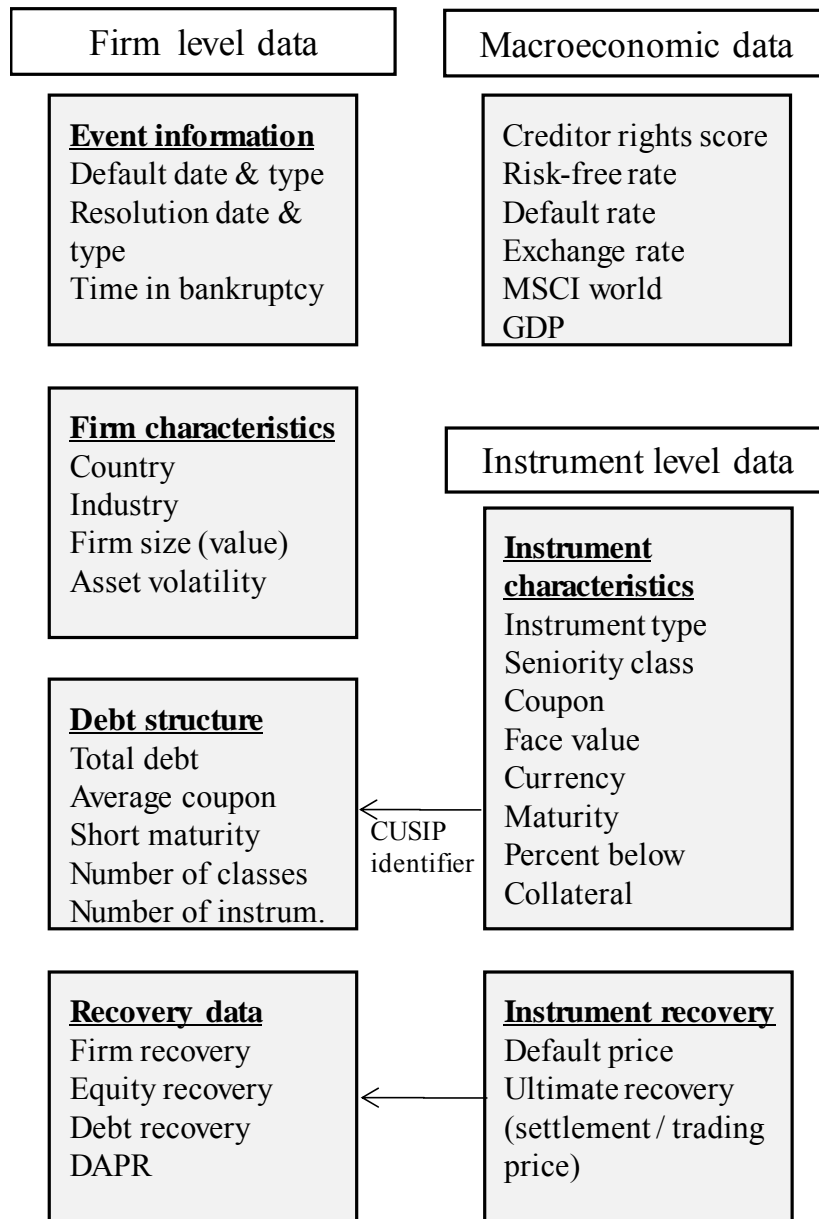 Firm level data
Event information
Default date & type
Resolution date &
type
Time in bankruptcy
Firm characteristics
Country
Industry
Firm size (value)
Asset volatility
Debt structure
Total debt
Average coupon
Short maturity
Number of classes
Number of instrum.
Recovery data
Firm recovery
Equity recovery
Debt recovery
DAPR
CUSIP
identifier
Macroeconomic data
Creditor rights score
Risk-free rate
Default rate
Exchange rate
MSCI world
GDP
Instrument level data
Instrument
characteristics
Instrument type
Seniority class
Coupon
Face value
Currency
Maturity
Percent below
Collateral
Instrument recovery
Default price
Ultimate recovery
(settlement / trading
price)